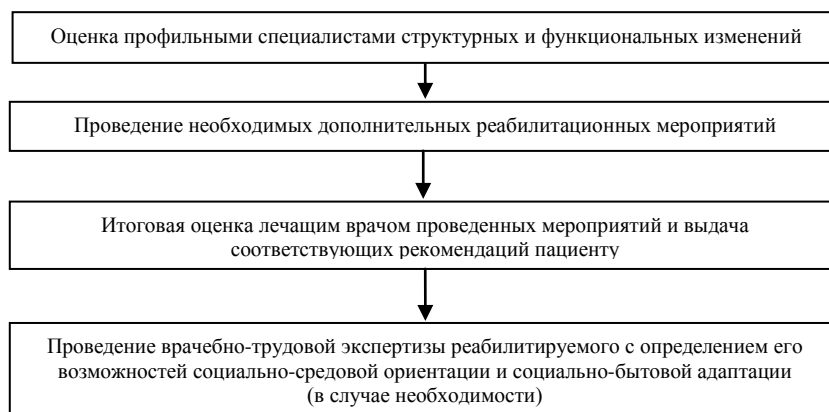 Оценка профильными специалистами структурных и функциональных изменений
Проведение необходимых дополнительных реабилитационных мероприятий
Итоговая оценка лечащим врачом проведенных мероприятий и выдача
соответствующих рекомендаций пациенту
Проведение врачебно-трудовой экспертизы реабилитируемого с определением его
возможностей социально-средовой ориентации и социально-бытовой адаптации
(в случае необходимости)